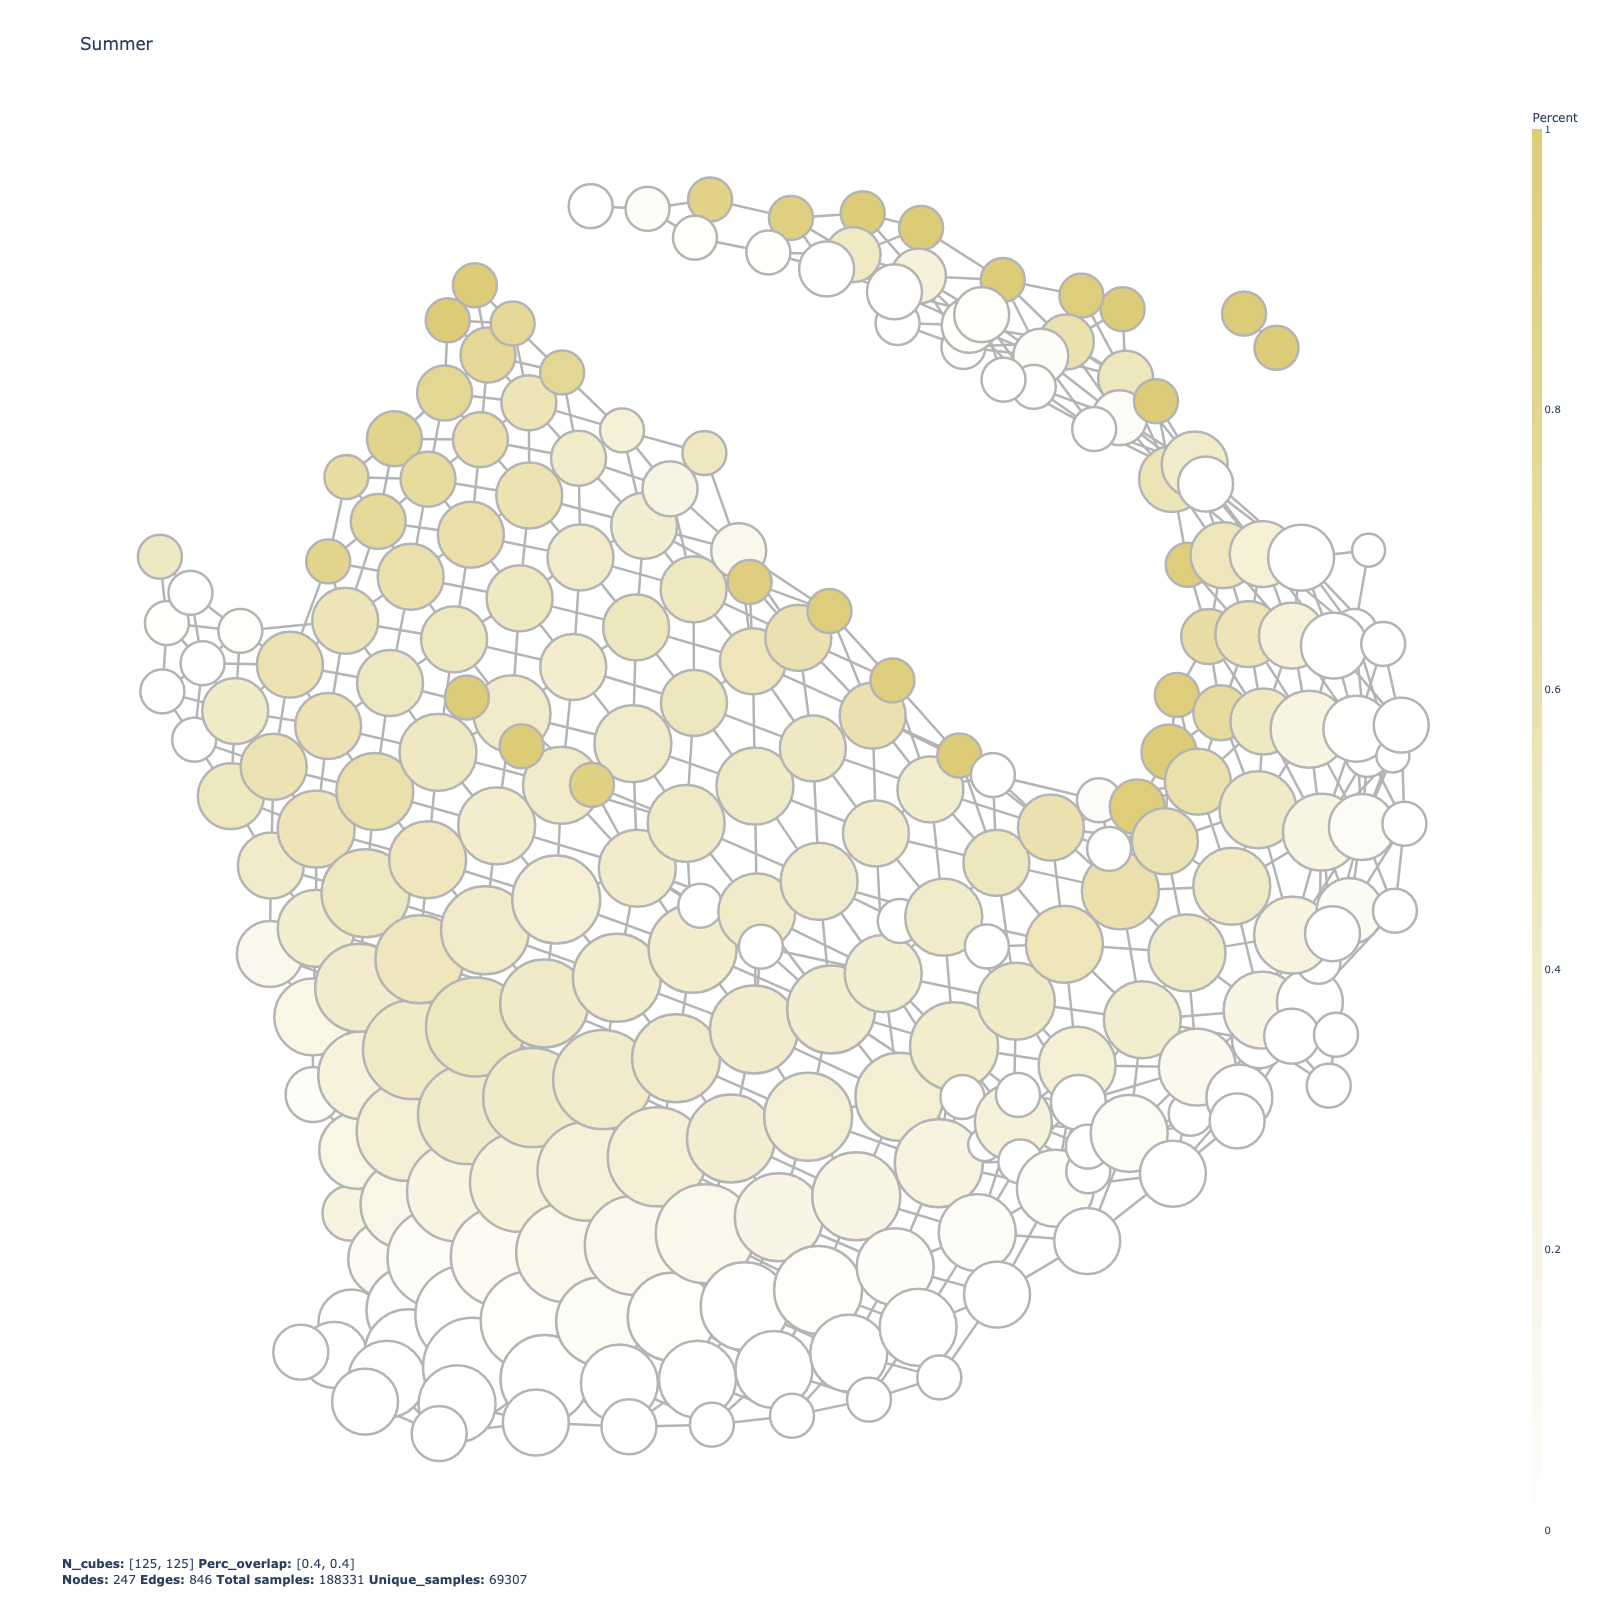 Summer
Percent
1
0.8
0.6
0.4
0.2
0
N_cubes: [125, 125] Perc_overlap: [0.4, 0.4]
Nodes: 247 Edges: 846 Total samples: 188331 Unique_samples: 69307